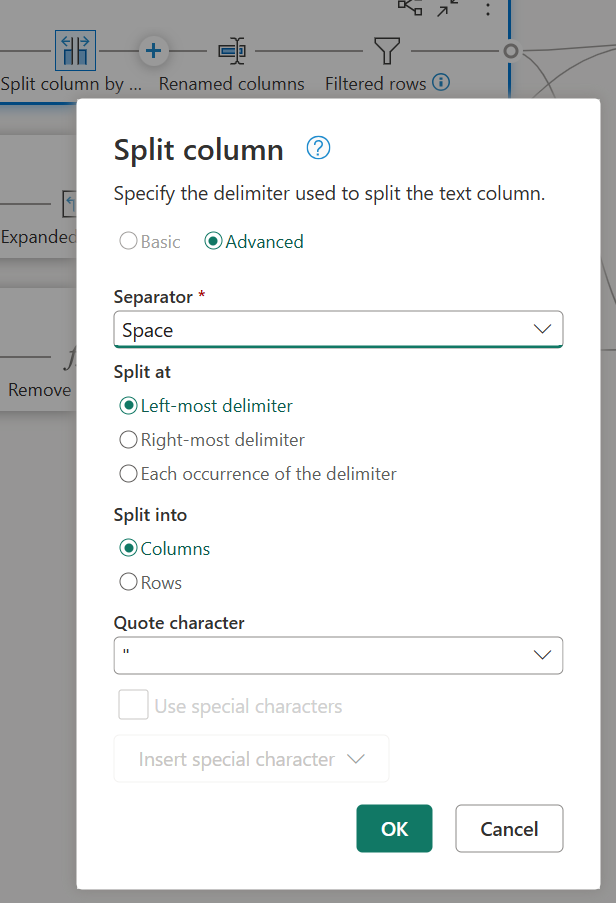 Split column by ...
Renamed columns
Filtered rows
Expanded
Remove
Split column
Specify the delimiter used to split the text column.
Basic
Advanced
Separator *
Space
Split at
Left-most delimiter
Right-most delimiter
Each occurrence of the delimiter
Split into
Columns
Rows
Quote character
"
Use special characters
Insert special character
OK
Cancel